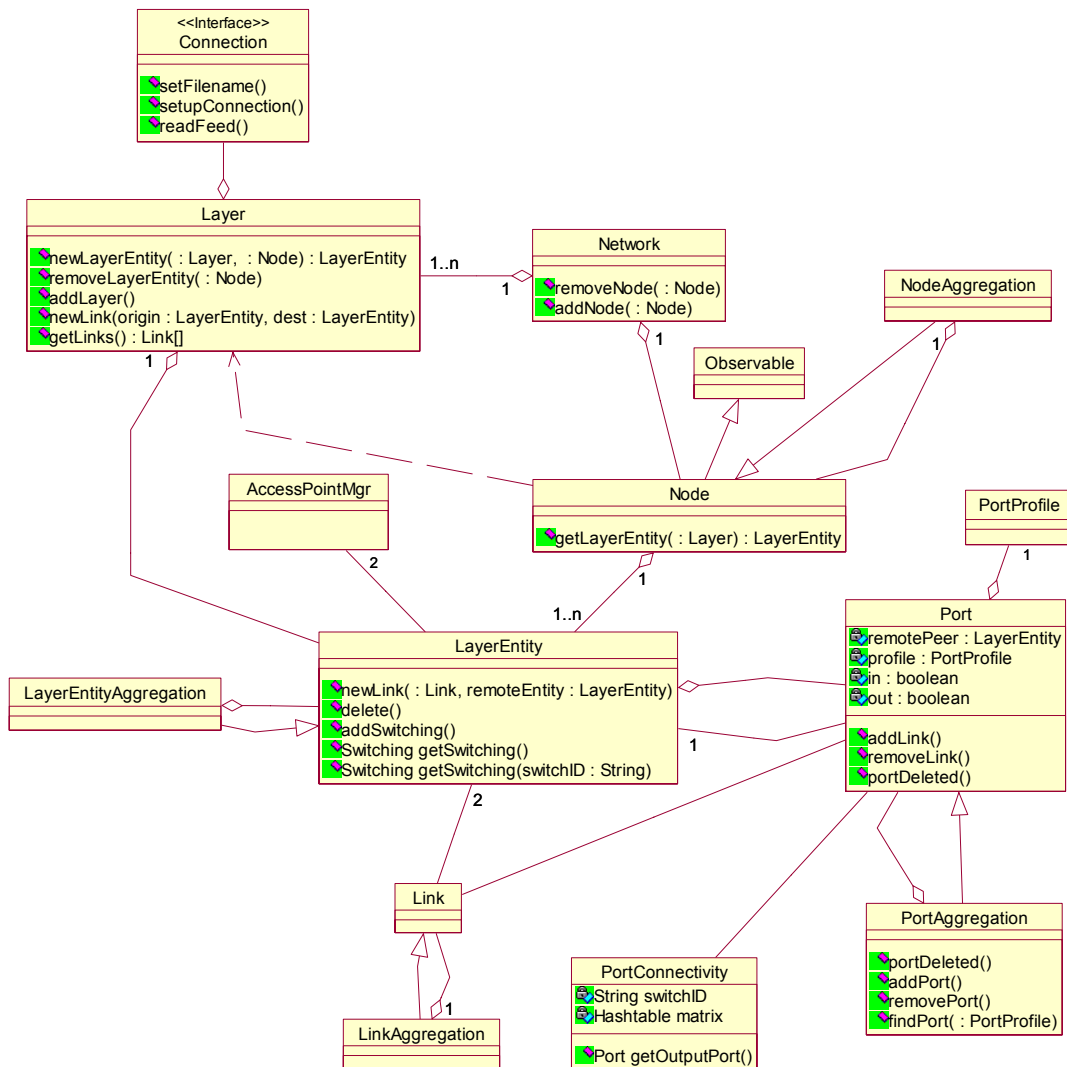 <<Interface>>
Connection
setFilename()
setupConnection()
readFeed()
Layer
newLayerEntity( : Layer, : Node) : LayerEntity
removeLayerEntity( : Node)
addLayer()
newLink(origin : LayerEntity, dest : LayerEntity)
getLinks() : Link[]
1
1..n
1
Network
removeNode( : Node)
addNode( : Node)
1
NodeAggregation
1
Observable
AccessPointMgr
2
Node
getLayerEntity( : Layer) : LayerEntity
1
1..n
PortProfile
1
Port
remotePeer : LayerEntity
profile : PortProfile
in : boolean
out : boolean
addLink()
removeLink()
portDeleted()
LayerEntity
newLink( : Link, remoteEntity : LayerEntity)
delete()
addSwitching()
Switching getSwitching()
Switching getSwitching(switchID : String)
1
2
LayerEntityAggregation
Link
1
LinkAggregation
PortConnectivity
String switchID
Hashtable matrix
Port getOutputPort()
PortAggregation
portDeleted()
addPort()
removePort()
findPort( : PortProfile)